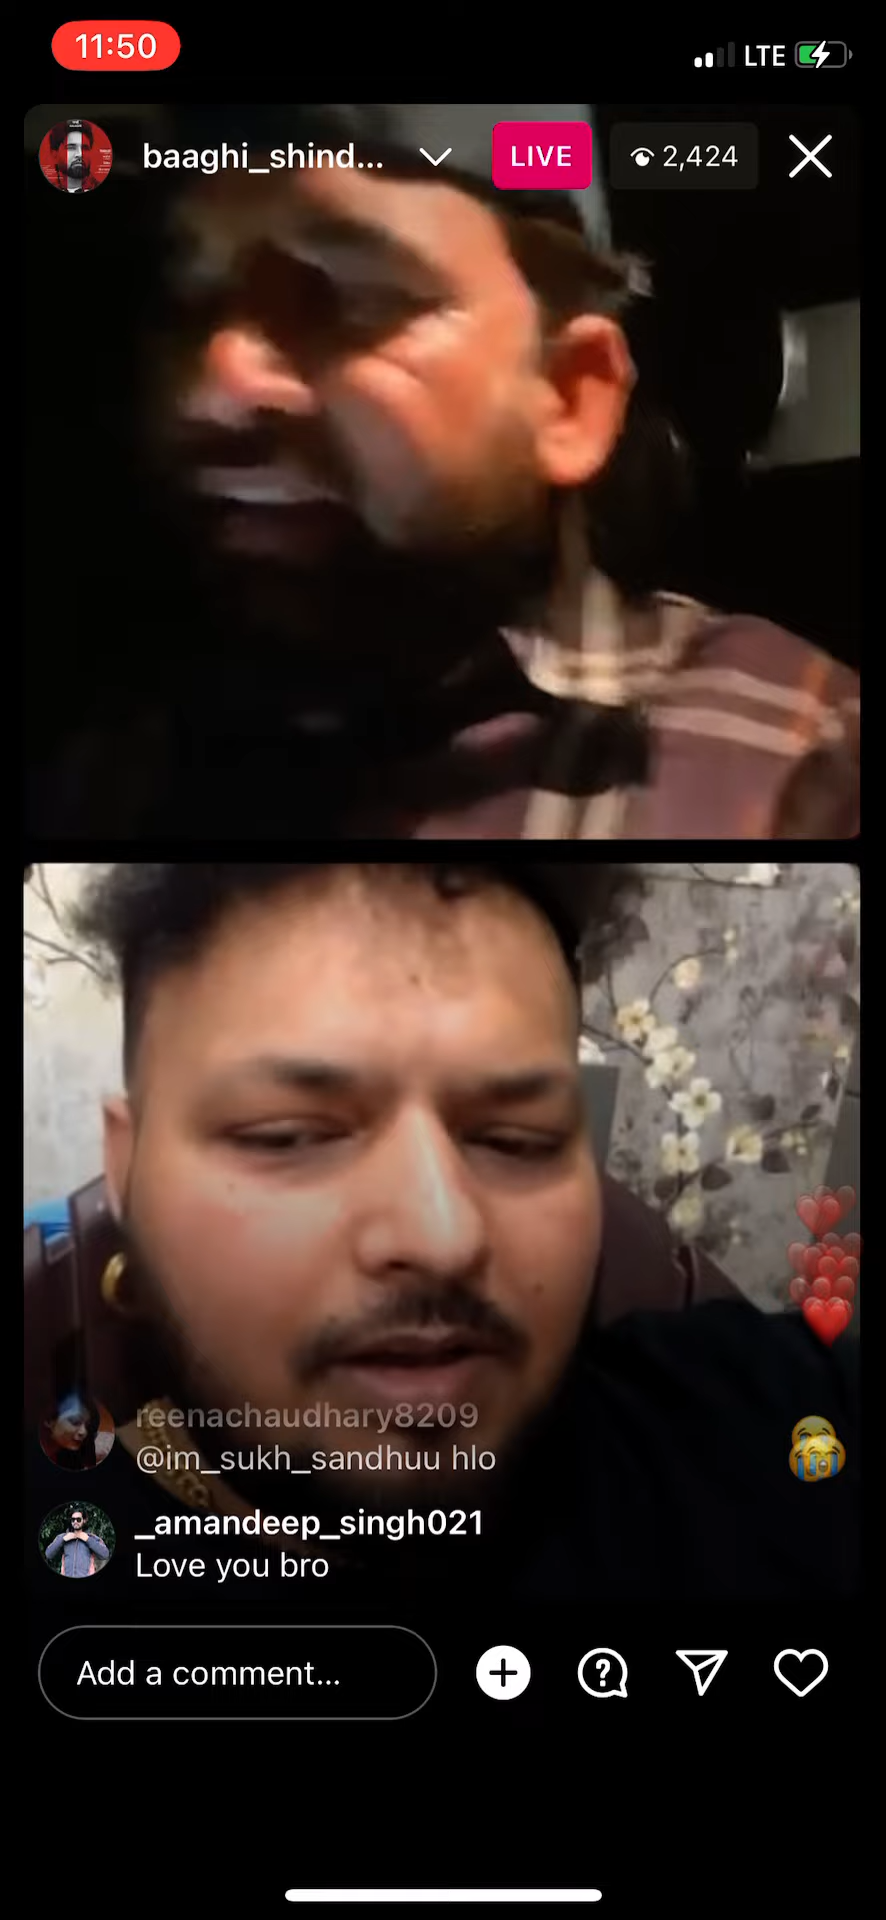 11:50
LTE
baaghi_shind...
LIVE
2,424
reenachaudhary8209
@im_sukh_sandhuu hlo
_amandeep_singh021
Love you bro
Add a comment...